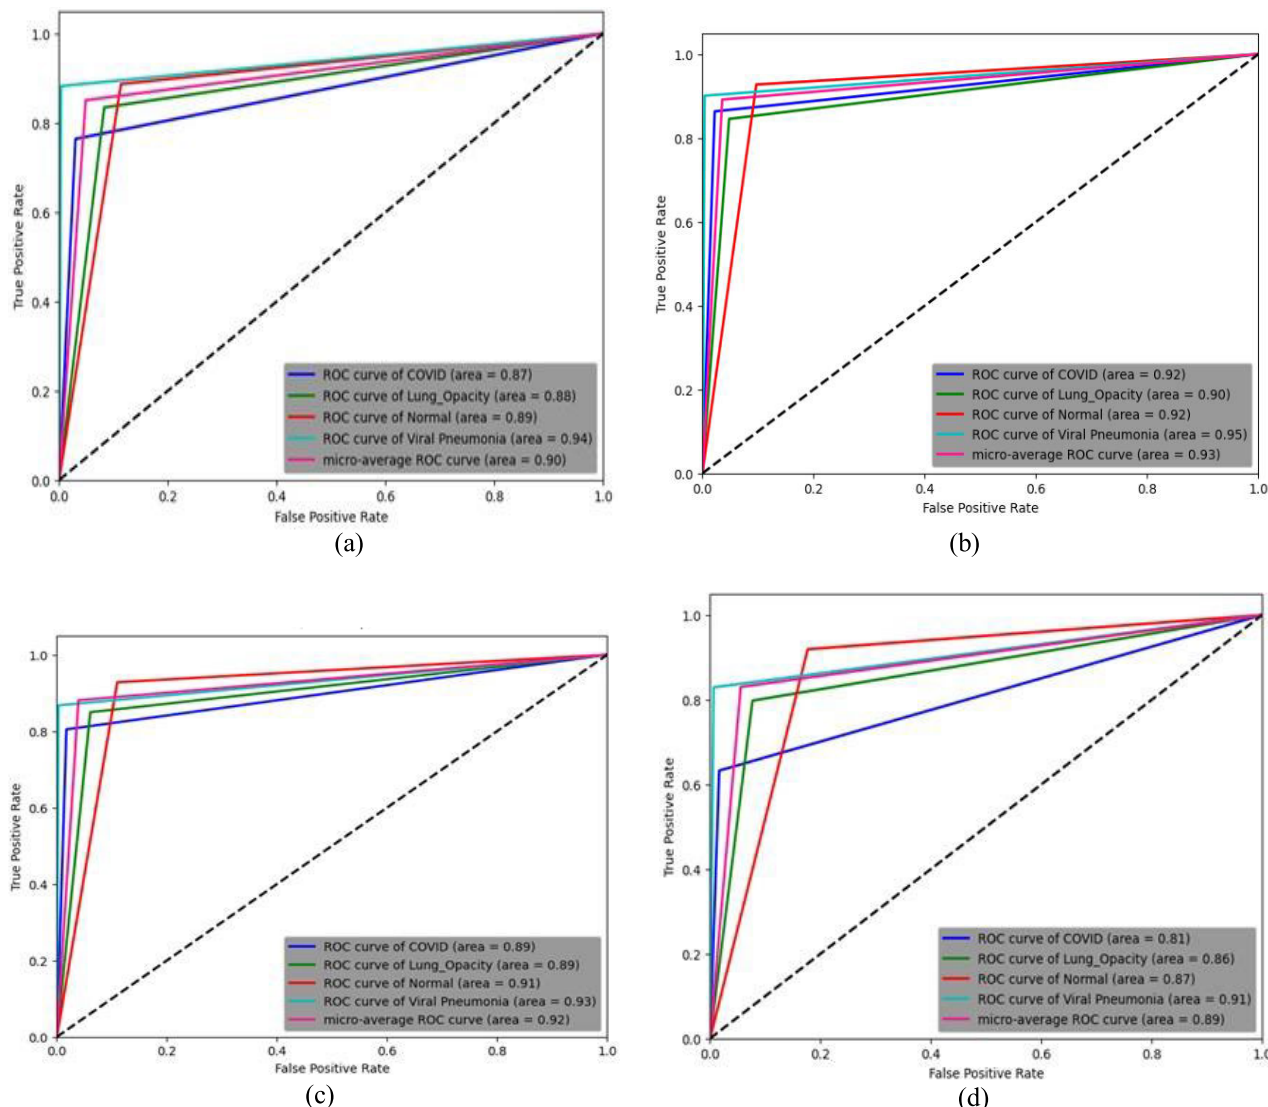 1.0
0.8
0.6
0.4
0.2
0.0
True Positive Rate
ROC curve of COVID (area = 0.87)
ROC curve of Lung_Opacity (area = 0.88)
ROC curve of Normal (area = 0.89)
ROC curve of Viral Pneumonia (area = 0.94)
micro-average ROC curve (area = 0.90)
0.0 0.2 0.4 0.6 0.8 1.0
False Positive Rate
(a)
1.0
0.8
0.6
0.4
0.2
0.0
True Positive Rate
ROC curve of COVID (area = 0.92)
ROC curve of Lung_Opacity (area = 0.90)
ROC curve of Normal (area = 0.92)
ROC curve of Viral Pneumonia (area = 0.95)
micro-average ROC curve (area = 0.93)
0.0 0.2 0.4 0.6 0.8 1.0
False Positive Rate
(b)
1.0
0.8
0.6
0.4
0.2
0.0
True Positive Rate
ROC curve of COVID (area = 0.89)
ROC curve of Lung_Opacity (area = 0.89)
ROC curve of Normal (area = 0.91)
ROC curve of Viral Pneumonia (area = 0.93)
micro-average ROC curve (area = 0.92)
0.0 0.2 0.4 0.6 0.8 1.0
False Positive Rate
(c)
1.0
0.8
0.6
0.4
0.2
0.0
True Positive Rate
ROC curve of COVID (area = 0.81)
ROC curve of Lung_Opacity (area = 0.86)
ROC curve of Normal (area = 0.87)
ROC curve of Viral Pneumonia (area = 0.91)
micro-average ROC curve (area = 0.89)
0.0 0.2 0.4 0.6 0.8 1.0
False Positive Rate
(d)